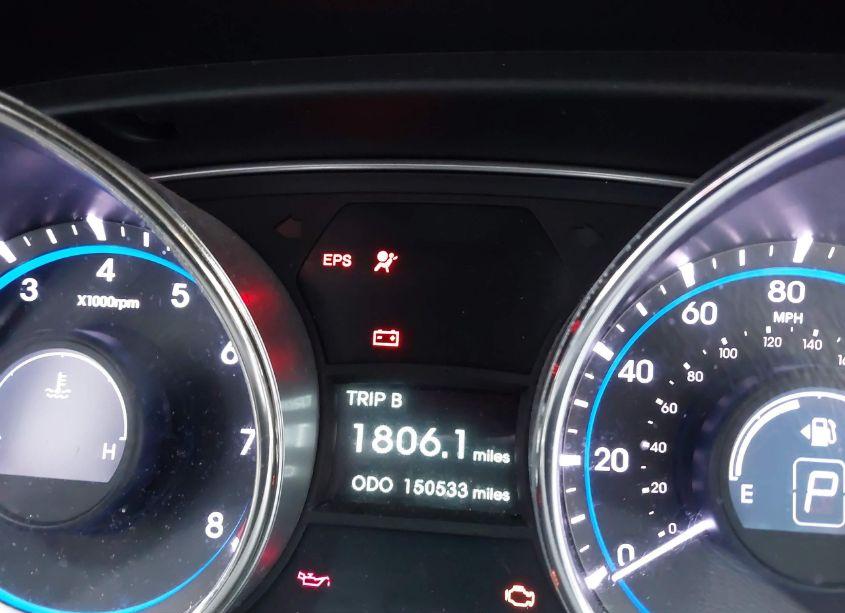 EPS
3 4 5 6 7 8
X1000rpm
H
TRIP B
1806.1 miles
ODO 150533 miles
0 20 40 60 80
MPH
0 20 40 60 80 100 120 140
E
P